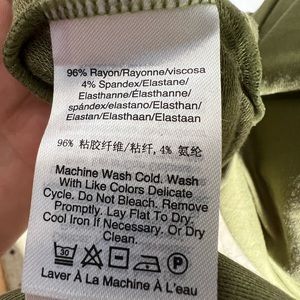 96% Rayon/Rayonne/viscosa
4% Spandex/Elastane/
Elasthanne/Élasthanne/
spándex/elastano/Elasthan/
Elastan/Elasthaan/Elastaan
96% 粘胶纤维/粘纤, 4% 氨纶
Machine Wash Cold. Wash
With Like Colors Delicate
Cycle. Do Not Bleach. Remove
Promptly. Lay Flat To Dry.
Cool Iron If Necessary. Or Dry
Clean.
30
P
Laver À La Machine À L'eau